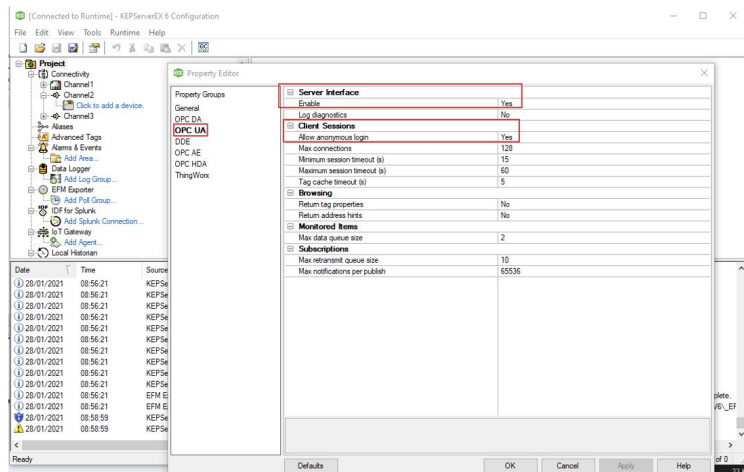 [Connected to Runtime] - KEPServerEX 6 Configuration
File Edit View Tools Runtime Help
Project
Connectivity
Channel1
Channel2
Click to add a device.
Channel3
Aliases
Advanced Tags
Alarms & Events
Add Area...
Data Logger
Add Log Group...
EFM Exporter
Add Poll Group...
IDF for Splunk
Add Splunk Connection...
IoT Gateway
Add Agent...
Local Historian
Property Editor
Property Groups
General
OPC DA
OPC UA
DDE
OPC AE
OPC HDA
ThingWorx
Server Interface
Enable Yes
Log diagnostics No
Client Sessions
Allow anonymous login Yes
Max connections 128
Minimum session timeout (s) 15
Maximum session timeout (s) 60
Tag cache timeout (s) 5
Browsing
Return tag properties No
Return address hints No
Monitored Items
Max data queue size 2
Subscriptions
Max retransmit queue size 10
Max notifications per publish 65536
Defaults OK Cancel Apply Help
Date Time Source
28/01/2021 08:56:21 KEPSe
28/01/2021 08:56:21 KEPSe
28/01/2021 08:56:21 KEPSe
28/01/2021 08:56:21 KEPSe
28/01/2021 08:56:21 KEPSe
28/01/2021 08:56:21 KEPSe
28/01/2021 08:56:21 KEPSe
28/01/2021 08:56:21 KEPSe
28/01/2021 08:56:21 KEPSe
28/01/2021 08:56:21 EFM E
28/01/2021 08:56:21 EFM E
28/01/2021 08:58:59 KEPSe
28/01/2021 08:58:59 KEPSe
plete.
Ready
of 0